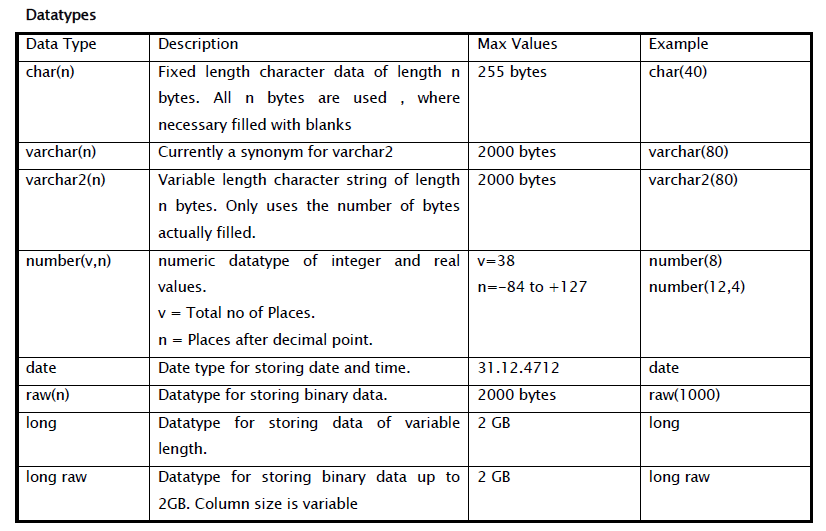 Datatypes
Data Type Description Max Values Example
char(n) Fixed length character data of length n 255 bytes char(40)
bytes. All n bytes are used , where
necessary filled with blanks
varchar(n) Currently a synonym for varchar2 2000 bytes varchar(80)
varchar2(n) Variable length character string of length 2000 bytes varchar2(80)
n bytes. Only uses the number of bytes
actually filled.
number(v,n) numeric datatype of integer and real v=38 number(8)
values. n=-84 to +127 number(12,4)
v = Total no of Places.
n = Places after decimal point.
date Date type for storing date and time. 31.12.4712 date
raw(n) Datatype for storing binary data. 2000 bytes raw(1000)
long Datatype for storing data of variable 2 GB long
length.
long raw Datatype for storing binary data up to 2 GB long raw
2GB. Column size is variable